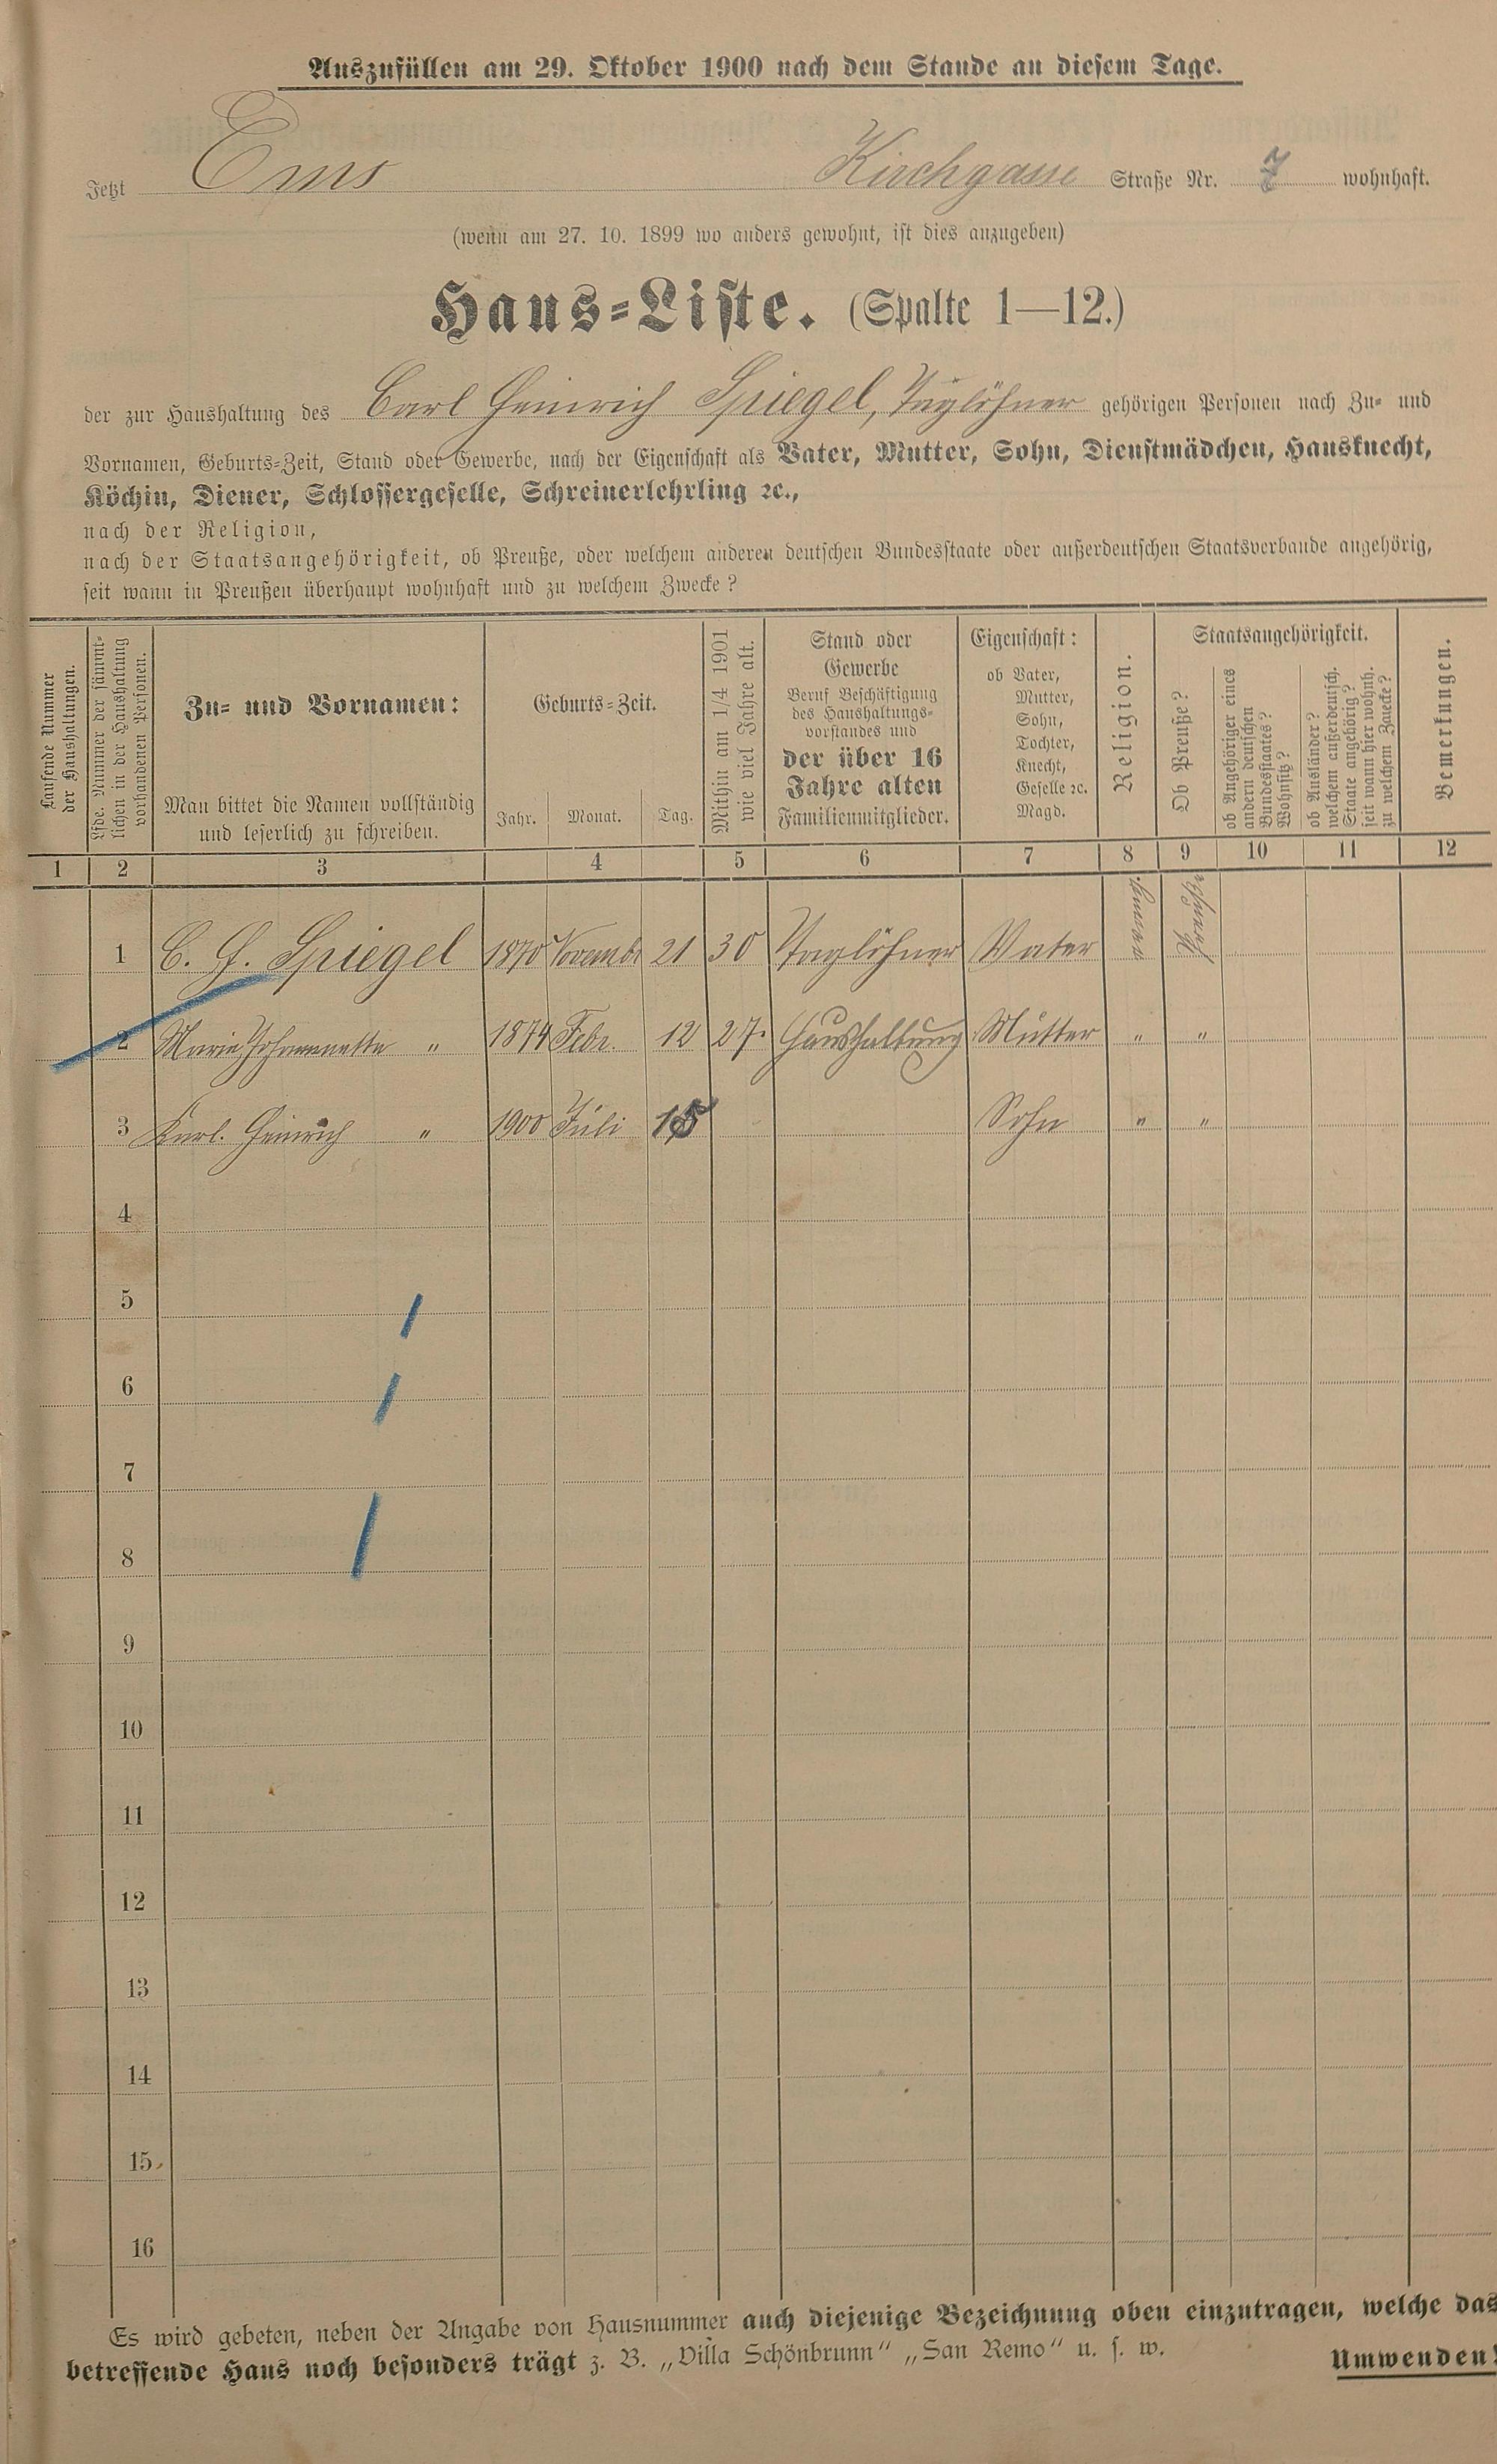 Auszufüllen am 29. Oktober 1900 nach dem Stande an diesem Tage.
Jetzt Ems Kirchgasse Straße Nr. 7 wohnhaft.
(wenn am 27. 10. 1899 wo anders gewohnt, ist dies anzugeben)
Haus-Liste. (Spalte 1—12.)
der zur Haushaltung des Carl Heinrich Spiegel, Taglöhner gehörigen Personen nach Zu- und
Vornamen, Geburts-Zeit, Stand oder Gewerbe, nach der Eigenschaft als Vater, Mutter, Sohn, Dienstmädchen, Hausknecht,
Köchin, Diener, Schlossergeselle, Schreinerlehrling ꝛc.,
nach der Religion,
nach der Staatsangehörigkeit, ob Preuße, oder welchem anderen deutschen Bundesstaate oder außerdeutschen Staatsverbande angehörig,
seit wann in Preußen überhaupt wohnhaft und zu welchem Zwecke?
Laufende Nummer
der Haushaltungen.
Lfde. Nummer der sämmt-
lichen in der Haushaltung
vorhandenen Personen.
Zu- und Vornamen:
Man bittet die Namen vollständig
und leserlich zu schreiben.
Geburts-Zeit.
Jahr. Monat. Tag.
Mithin am 1/4 1901
wie viel Jahre alt.
Stand oder
Gewerbe
Beruf Beschäftigung
des Haushaltungs-
vorstandes und
der über 16
Jahre alten
Familienmitglieder.
Eigenschaft:
ob Vater,
Mutter,
Sohn,
Tochter,
Knecht,
Geselle ꝛc.
Magd.
Religion.
Staatsangehörigkeit.
Ob Preuße?
ob Angehöriger eines
andern deutschen
Bundesstaates?
Wohnsitz?
ob Ausländer?
welchem außerdeutsch.
Staate angehörig?
seit wann hier wohnh.
zu welchem Zwecke?
Bemerkungen.
1 2 3 4 5 6 7 8 9 10 11 12
1 C. H. Spiegel 1870 Novembr 21 30 Taglöhner Vater
2 Marie Johannette " 1874 Febr. 12 27. Haushaltung Mutter " "
3 Karl. Heinrich " 1900 Juli 15 Sohn " "
4
5
6
7
8
9
10
11
12
13
14
15
16
Es wird gebeten, neben der Angabe von Hausnummer auch diejenige Bezeichnung oben einzutragen, welche das
betreffende Haus noch besonders trägt z. B. „Villa Schönbrunn" „San Remo" u. s. w.
Umwenden!